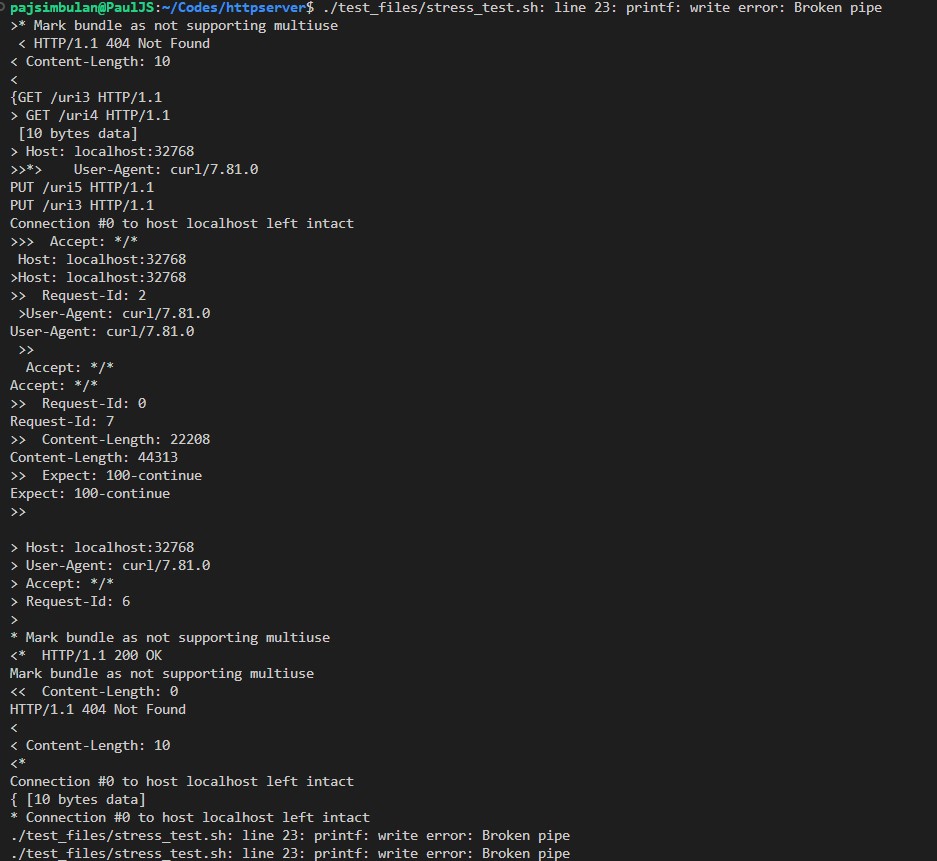 pajsimbulan@PaulJS:~/Codes/httpserver$ ./test_files/stress_test.sh: line 23: printf: write error: Broken pipe
>* Mark bundle as not supporting multiuse
 < HTTP/1.1 404 Not Found
< Content-Length: 10
<
{GET /uri3 HTTP/1.1
> GET /uri4 HTTP/1.1
 [10 bytes data]
> Host: localhost:32768
>>*>    User-Agent: curl/7.81.0
PUT /uri5 HTTP/1.1
PUT /uri3 HTTP/1.1
Connection #0 to host localhost left intact
>>>  Accept: */*
 Host: localhost:32768
>Host: localhost:32768
>>  Request-Id: 2
 >User-Agent: curl/7.81.0
User-Agent: curl/7.81.0
 >>
  Accept: */*
Accept: */*
>>  Request-Id: 0
Request-Id: 7
>>  Content-Length: 22208
Content-Length: 44313
>>  Expect: 100-continue
Expect: 100-continue
>>

> Host: localhost:32768
> User-Agent: curl/7.81.0
> Accept: */*
> Request-Id: 6
>
* Mark bundle as not supporting multiuse
<*  HTTP/1.1 200 OK
Mark bundle as not supporting multiuse
<<  Content-Length: 0
HTTP/1.1 404 Not Found
<
< Content-Length: 10
<*
Connection #0 to host localhost left intact
{ [10 bytes data]
* Connection #0 to host localhost left intact
./test_files/stress_test.sh: line 23: printf: write error: Broken pipe
./test_files/stress_test.sh: line 23: printf: write error: Broken pipe